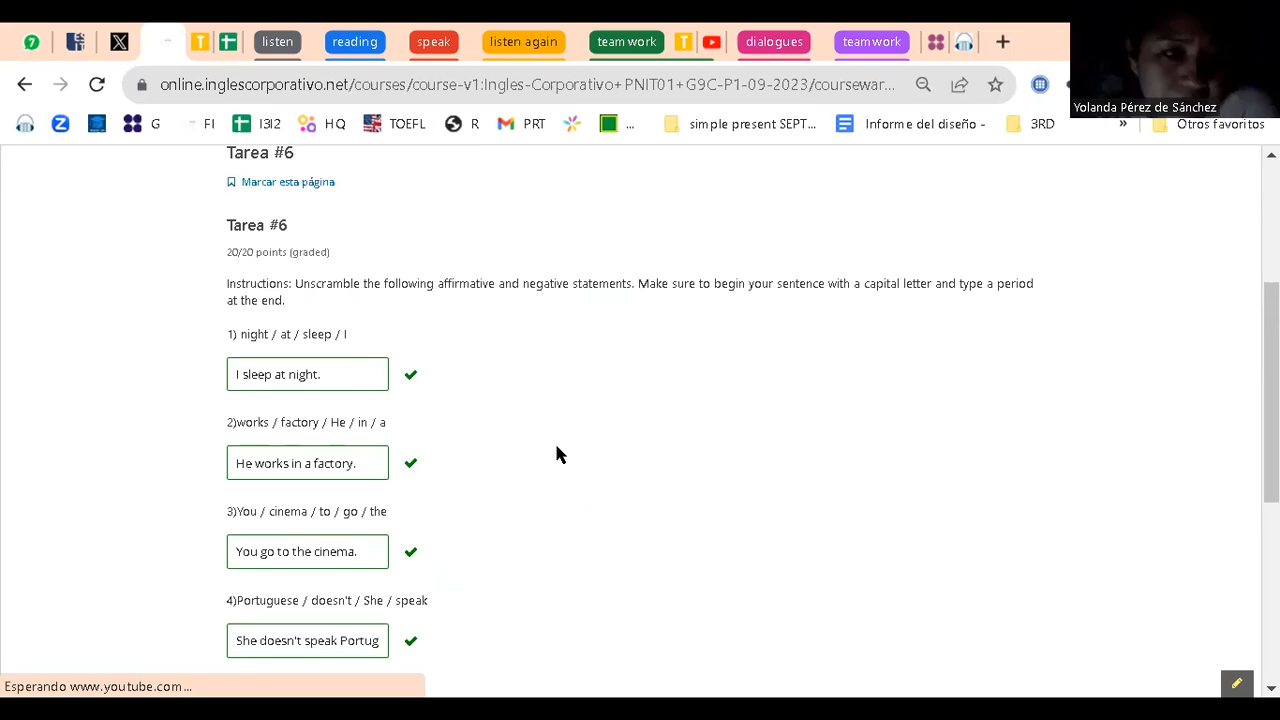 listen
reading
speak
listen again
team work
dialogues
team work
online.inglescorporativo.net/courses/course-v1:Ingles-Corporativo+PNIT01+G9C-P1-09-2023/coursewar...
Yolanda Pérez de Sánchez
G FI I3I2 HQ TOEFL R PRT ... simple present SEPT... Informe del diseño - 3RD » Otros favoritos
Tarea #6
Marcar esta página
Tarea #6
20/20 points (graded)
Instructions: Unscramble the following affirmative and negative statements. Make sure to begin your sentence with a capital letter and type a period
at the end.
1) night / at / sleep / I
I sleep at night.
2)works / factory / He / in / a
He works in a factory.
3)You / cinema / to / go / the
You go to the cinema.
4)Portuguese / doesn't / She / speak
She doesn't speak Portug
Esperando www.youtube.com...